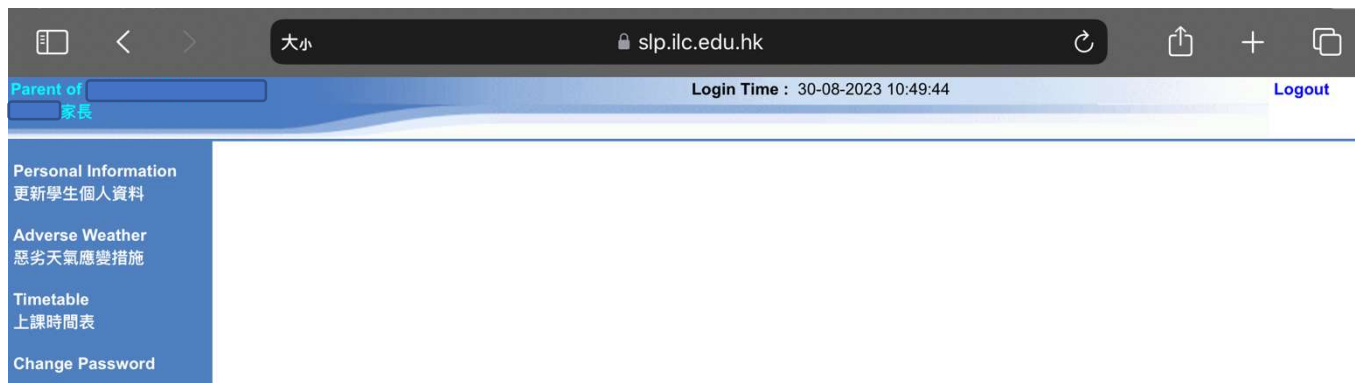 大小
slp.ilc.edu.hk
Parent of
家長
Login Time : 30-08-2023 10:49:44
Logout
Personal Information
更新學生個人資料
Adverse Weather
惡劣天氣應變措施
Timetable
上課時間表
Change Password